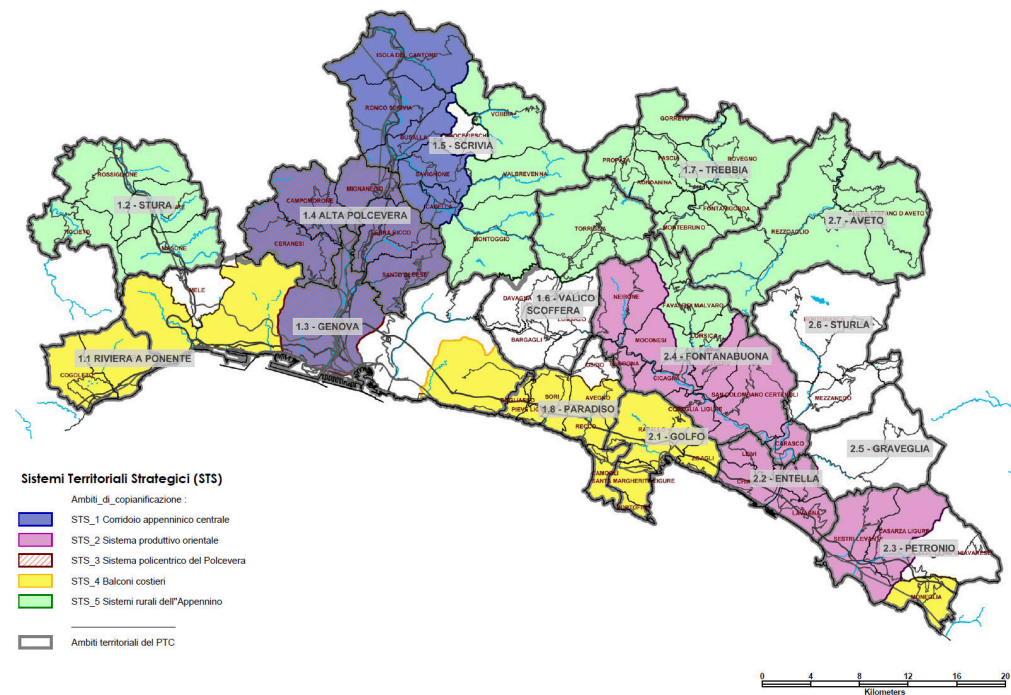 ISOLA DEL CANTONE
RONCO SCRIVIA
VOBBIA
BUSALLA
1.5 - SCRIVIA
GORRETO
PROPATA
FASCIA
ROVEGNO
1.7 - TREBBIA
RONDANINA
ROSSIGLIONE
SAVIGNONE
VALBREVENNA
MIGNANEGO
CAMPOMORONE
CASELLA
FONTANIGORDA
1.2 - STURA
1.4 ALTA POLCEVERA
2.7 - AVETO
TIGLIETO
MASONE
CERANESI
SERRA RICCO
MONTOGGIO
TORRIGLIA
MONTEBRUNO
REZZOAGLIO
SANT'OLCESE
MELE
DAVAGNA
1.6 - VALICO
SCOFFERA
NEIRONE
FAVALE DI MALVARO
LORSICA
2.6 - STURLA
1.3 - GENOVA
BARGAGLI
MOCONESI
2.4 - FONTANABUONA
1.1 RIVIERA A PONENTE
COGOLETO
CICAGNA
SAN COLOMBANO CERTENOLI
MEZZANEGO
SORI
AVEGNO
1.8 - PARADISO
COREGLIA LIGURE
RECCO
2.1 - GOLFO
CARASCO
2.5 - GRAVEGLIA
ZOAGLI
LEIVI
CAMOGLI
SANTA MARGHERITA LIGURE
2.2 - ENTELLA
PORTOFINO
LAVAGNA
CASARZA LIGURE
SESTRI LEVANTE
2.3 - PETRONIO
MONEGLIA
Sistemi Territoriali Strategici (STS)
Ambiti_di_copianificazione :
STS_1 Corridoio appenninico centrale
STS_2 Sistema produttivo orientale
STS_3 Sistema policentrico del Polcevera
STS_4 Balconi costieri
STS_5 Sistemi rurali dell"Appennino
Ambiti territoriali del PTC
0 4 8 12 16 20
Kilometers